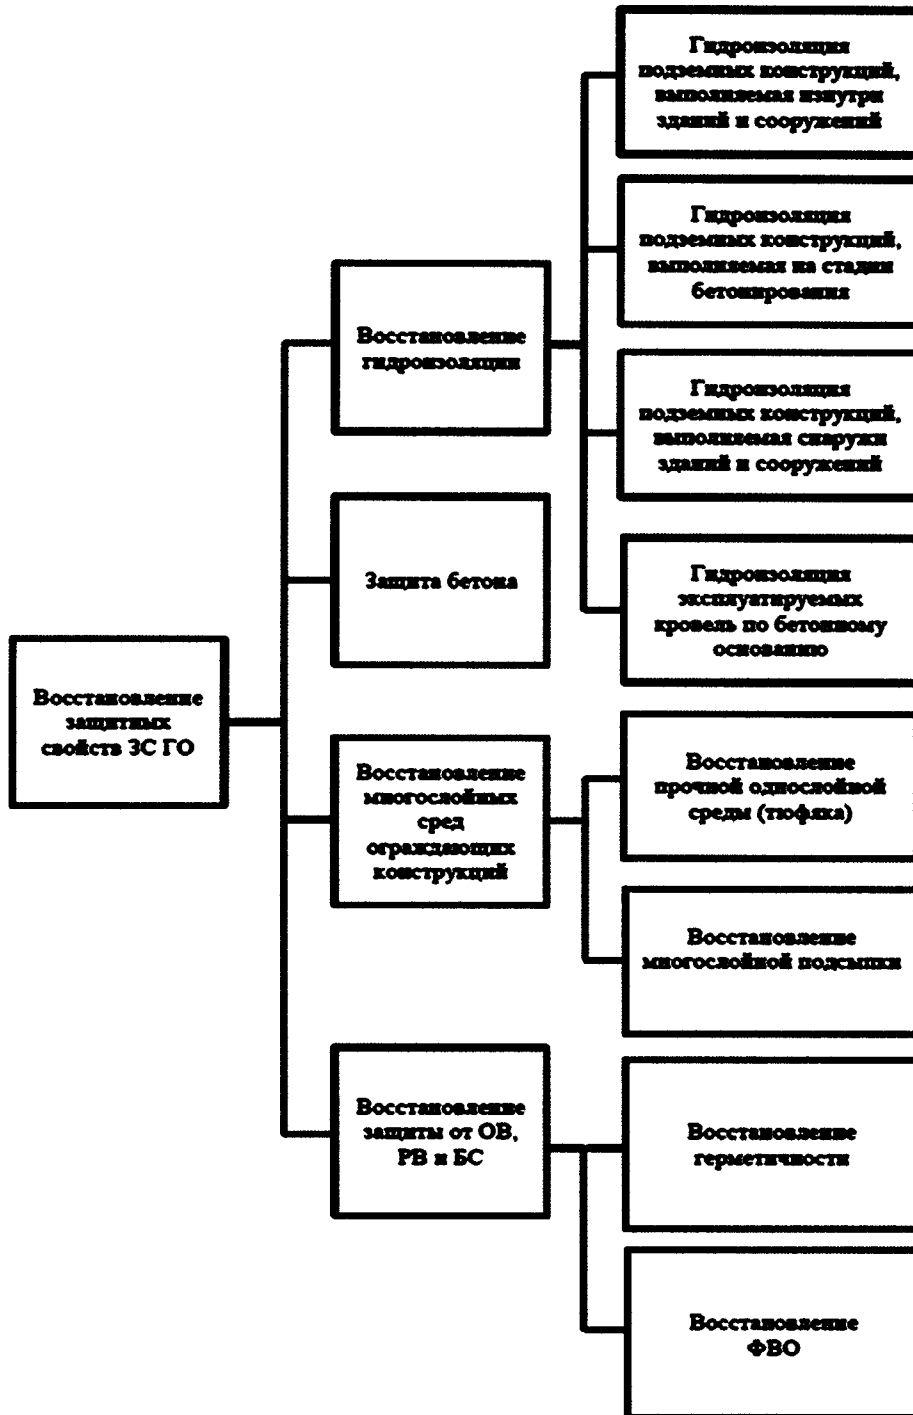 Гидроизоляция
подземных конструкций,
выполняемая изнутри
зданий и сооружений
Гидроизоляция
подземных конструкций,
выполняемая на стадии
бетонирования
Восстановление
гидроизоляции
Гидроизоляция
подземных конструкций,
выполняемая снаружи
зданий и сооружений
Защита бетона
Гидроизоляция
эксплуатируемых
кровель по бетонному
основанию
Восстановление
защитных
свойств ЗС ГО
Восстановление
многослойных
сред
ограждающих
конструкций
Восстановление
прочной однослойной
среды (тюфяка)
Восстановление
многослойной подсыпки
Восстановление
защиты от ОВ,
РВ и БС
Восстановление
герметичности
Восстановление
ФВО